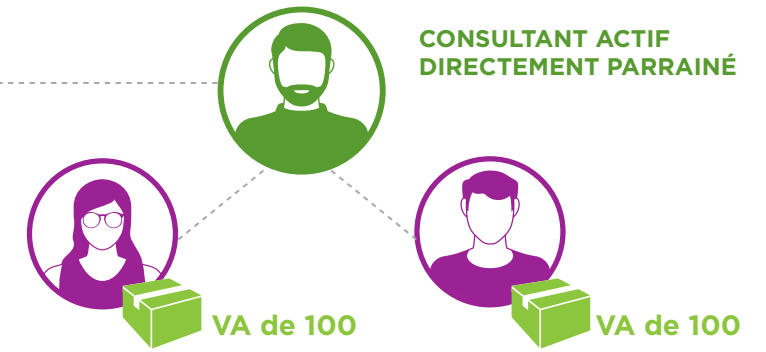 CONSULTANT ACTIF
DIRECTEMENT PARRAINÉ
VA de 100
VA de 100